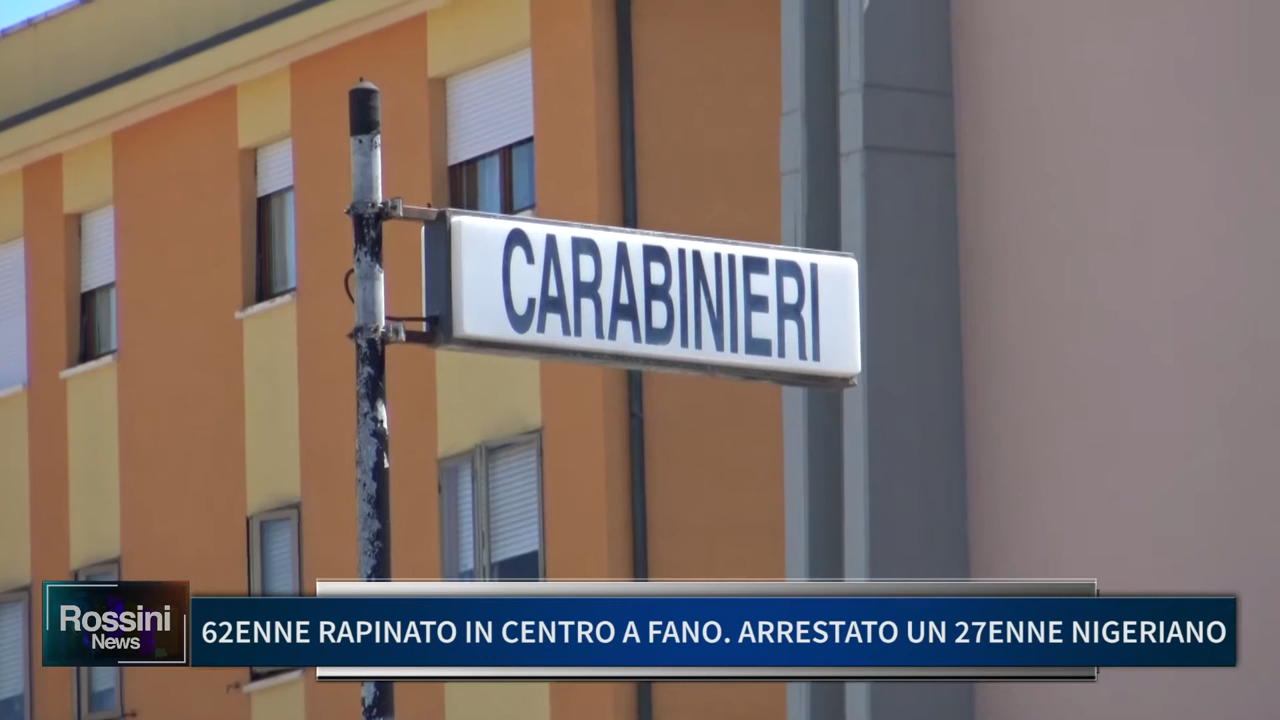 CARABINIERI
Rossini
News
62ENNE RAPINATO IN CENTRO A FANO. ARRESTATO UN 27ENNE NIGERIANO